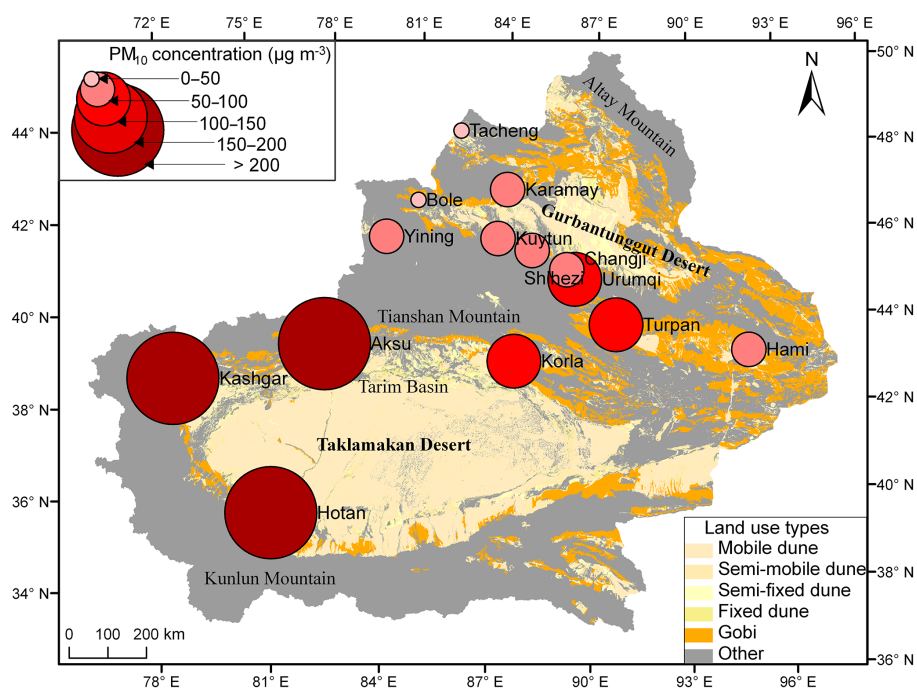 72° E 75° E 78° E 81° E 84° E 87° E 90° E 93° E 96° E
PM10 concentration (µg m-3)
0–50
50–100
100–150
150–200
> 200
N
50° N
48° N
46° N
44° N
42° N
40° N
38° N
36° N
44° N
42° N
40° N
38° N
36° N
34° N
Altay Mountain
Tacheng
Karamay
Bole
Gurbantunggut Desert
Yining
Kuytun
Changji
Shihezi
Urumqi
Tianshan Mountain
Turpan
Aksu
Hami
Korla
Kashgar
Tarim Basin
Taklamakan Desert
Hotan
Kunlun Mountain
Land use types
Mobile dune
Semi-mobile dune
Semi-fixed dune
Fixed dune
Gobi
Other
0 100 200 km
78° E 81° E 84° E 87° E 90° E 93° E 96° E